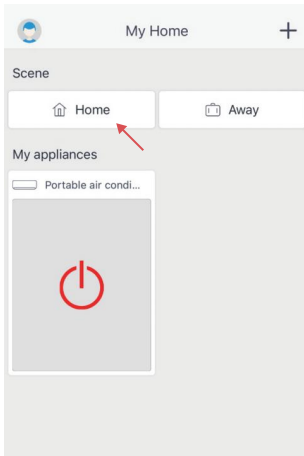 My Home
Scene
Home
Away
My appliances
Portable air condi...